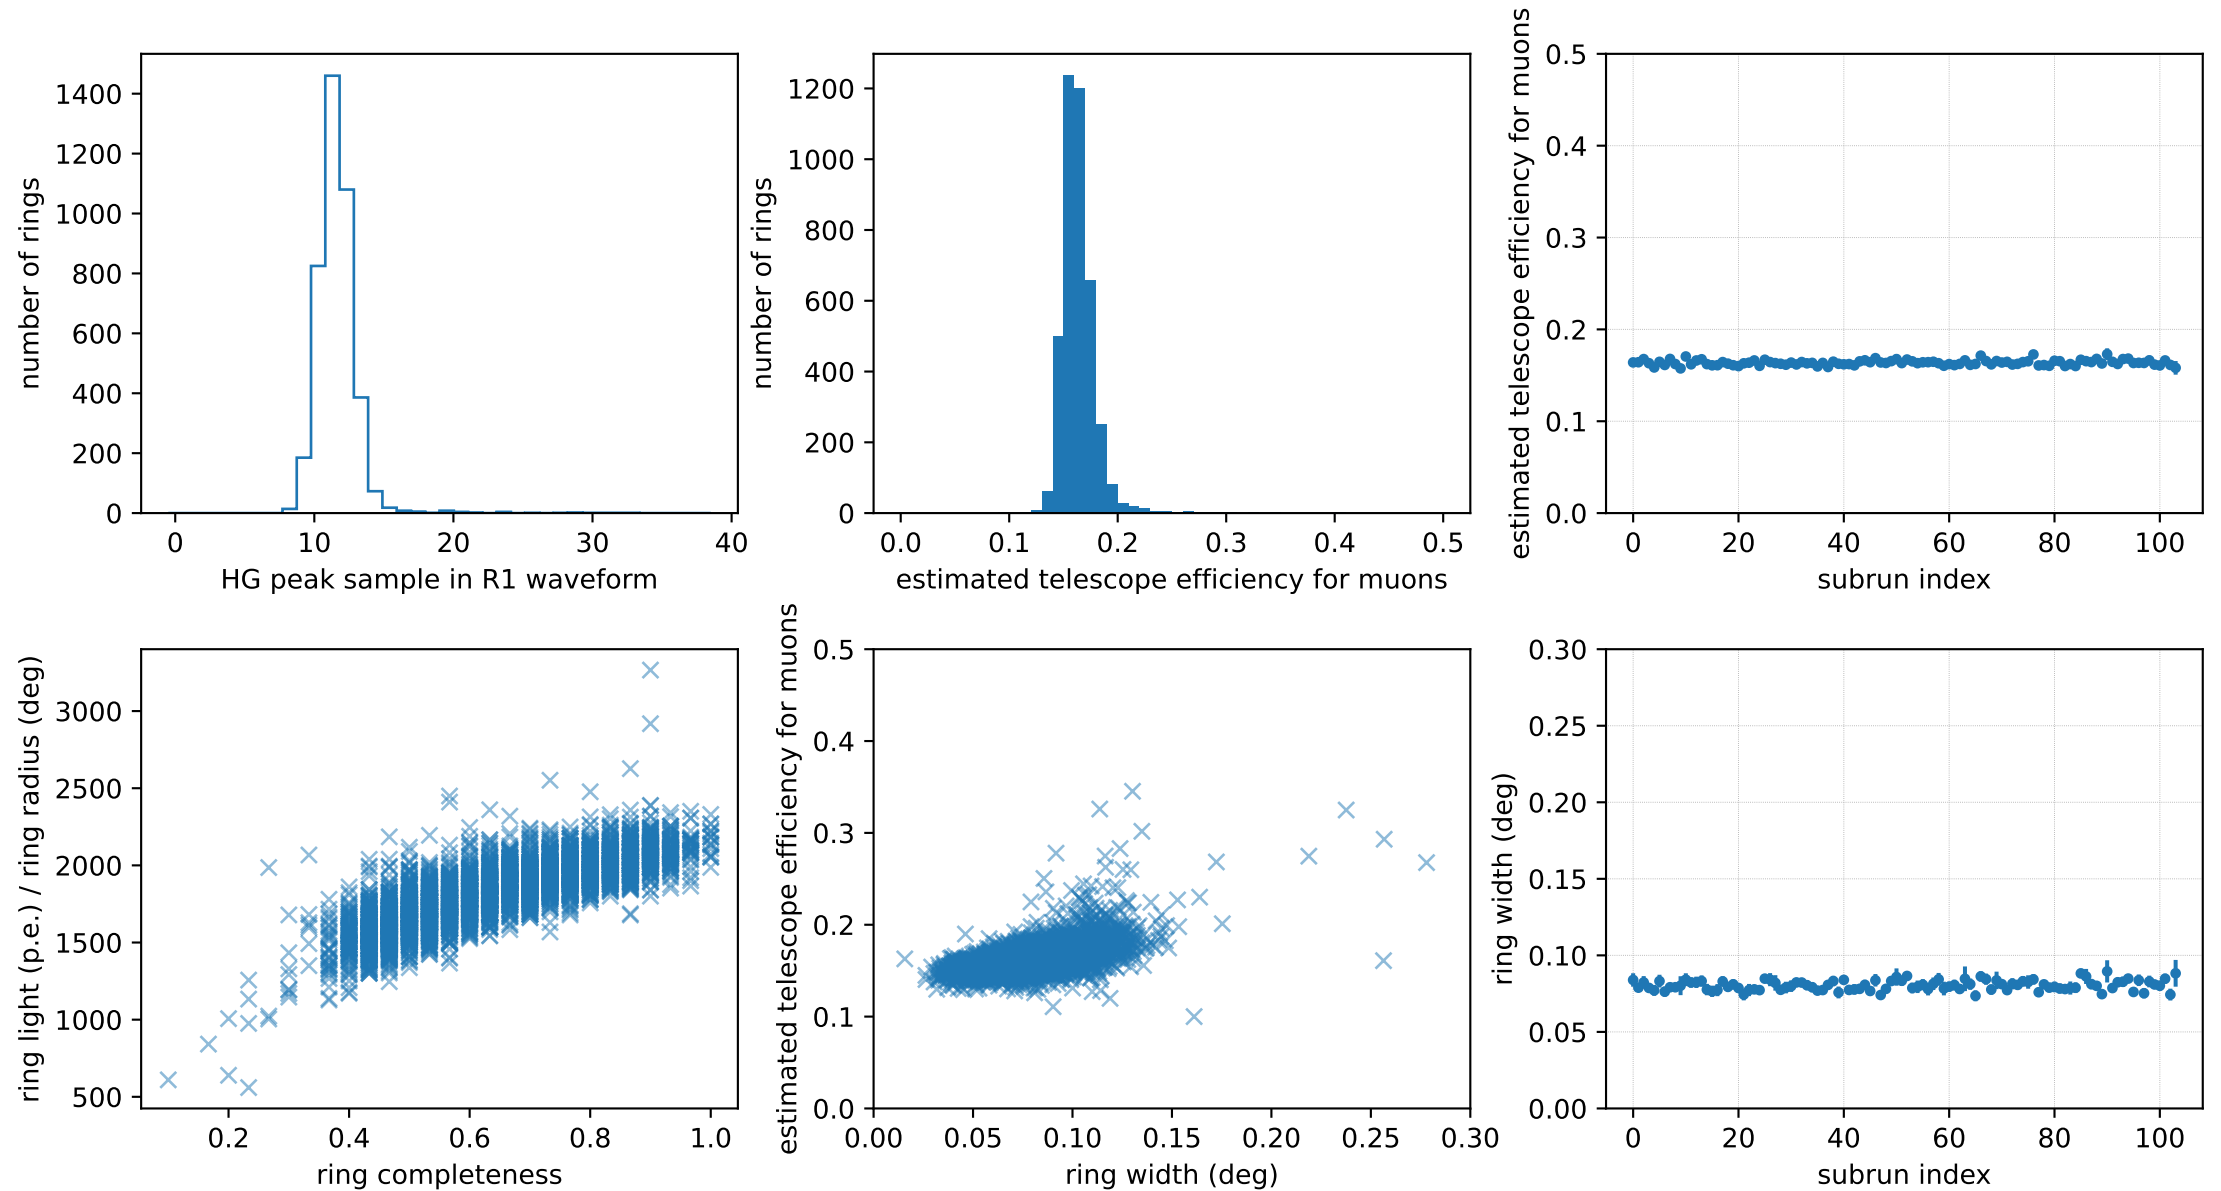 number of rings
1400
1200
1000
800
600
400
200
0
0 10 20 30 40
HG peak sample in R1 waveform
number of rings
1200
1000
800
600
400
200
0
0.0 0.1 0.2 0.3 0.4 0.5
estimated telescope efficiency for muons
estimated telescope efficiency for muons
0.5
0.4
0.3
0.2
0.1
0.0
0 20 40 60 80 100
subrun index
ring light (p.e.) / ring radius (deg)
3000
2500
2000
1500
1000
500
0.2 0.4 0.6 0.8 1.0
ring completeness
estimated telescope efficiency for muons
0.5
0.4
0.3
0.2
0.1
0.0
0.00 0.05 0.10 0.15 0.20 0.25 0.30
ring width (deg)
ring width (deg)
0.30
0.25
0.20
0.15
0.10
0.05
0.00
0 20 40 60 80 100
subrun index